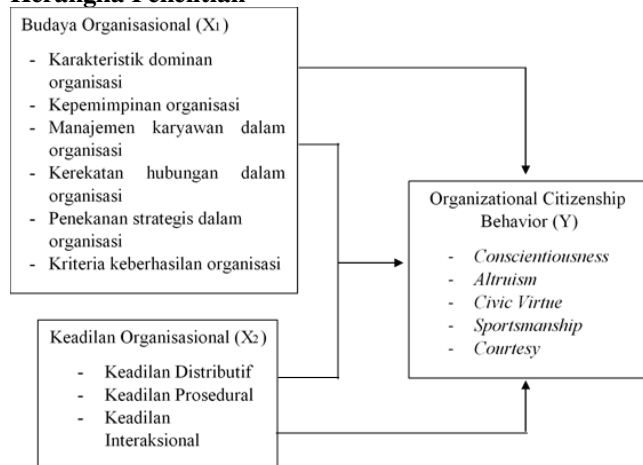 Kerangka Penelitian
Budaya Organisasional (X1)
- Karakteristik dominan
organisasi
- Kepemimpinan organisasi
- Manajemen karyawan dalam
organisasi
- Kerekatan hubungan dalam
organisasi
- Penekanan strategis dalam
organisasi
- Kriteria keberhasilan organisasi
Keadilan Organisasional (X2)
- Keadilan Distributif
- Keadilan Prosedural
- Keadilan
Interaksional
Organizational Citizenship
Behavior (Y)
- Conscientiousness
- Altruism
- Civic Virtue
- Sportsmanship
- Courtesy